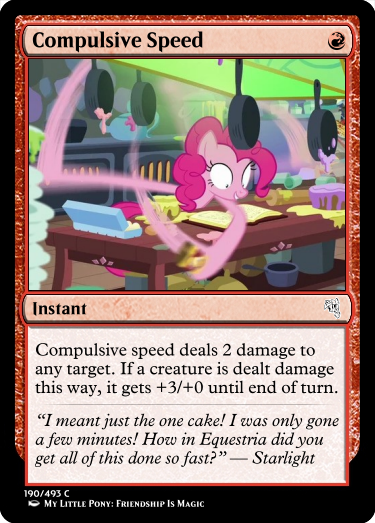 Compulsive Speed
Instant
Compulsive speed deals 2 damage to
any target. If a creature is dealt damage
this way, it gets +3/+0 until end of turn.
“I meant just the one cake! I was only gone
a few minutes! How in Equestria did you
get all of this done so fast?” — Starlight
190/493 C
My Little Pony: Friendship Is Magic